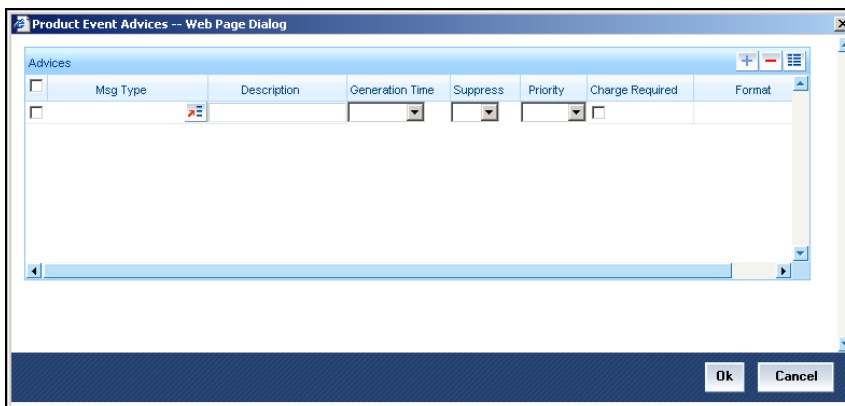 Product Event Advices -- Web Page Dialog
Advices
Msg Type Description Generation Time Suppress Priority Charge Required Format
Ok Cancel